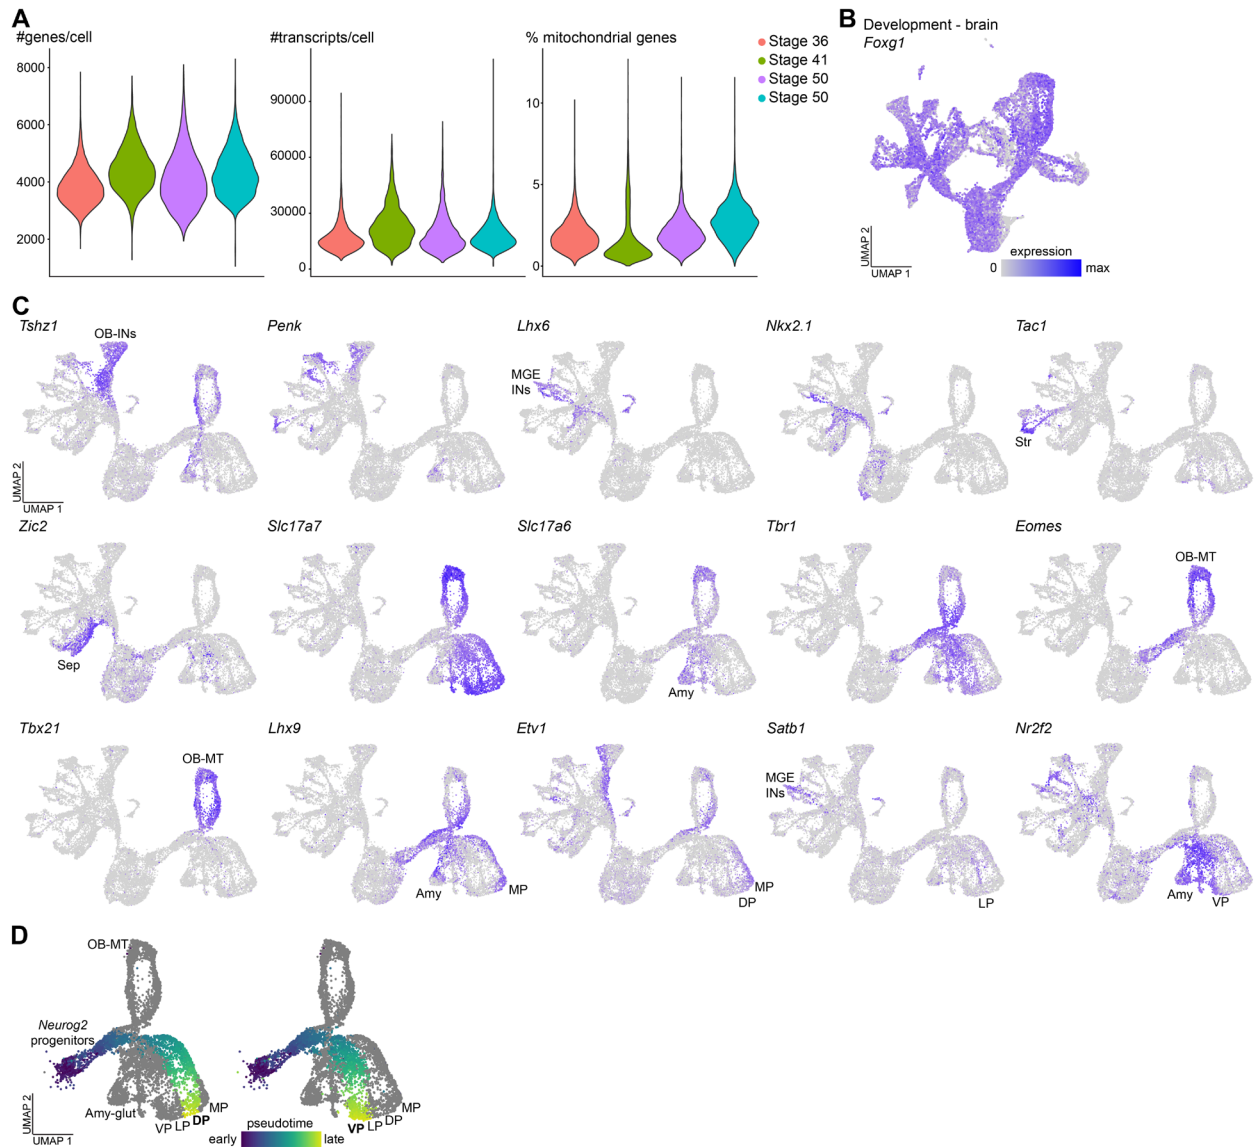 A
#genes/cell
8000
6000
4000
2000
#transcripts/cell
90000
60000
30000
0
% mitochondrial genes
10
5
0
Stage 36
Stage 41
Stage 50
Stage 50
B
Development - brain
Foxg1
UMAP 2
UMAP 1
expression
0
max
C
Tshz1
OB-INs
UMAP 2
UMAP 1
Penk
Lhx6
MGE
INs
Nkx2.1
Tac1
Str
Zic2
Sep
Slc17a7
Slc17a6
Amy
Tbr1
Eomes
OB-MT
Tbx21
OB-MT
Lhx9
Amy
MP
Etv1
MP
DP
Satb1
MGE
INs
LP
Nr2f2
Amy
VP
D
OB-MT
Neurog2
progenitors
Amy-glut
VP LP DP
MP
UMAP 2
UMAP 1
pseudotime
early
late
MP
VP LP DP